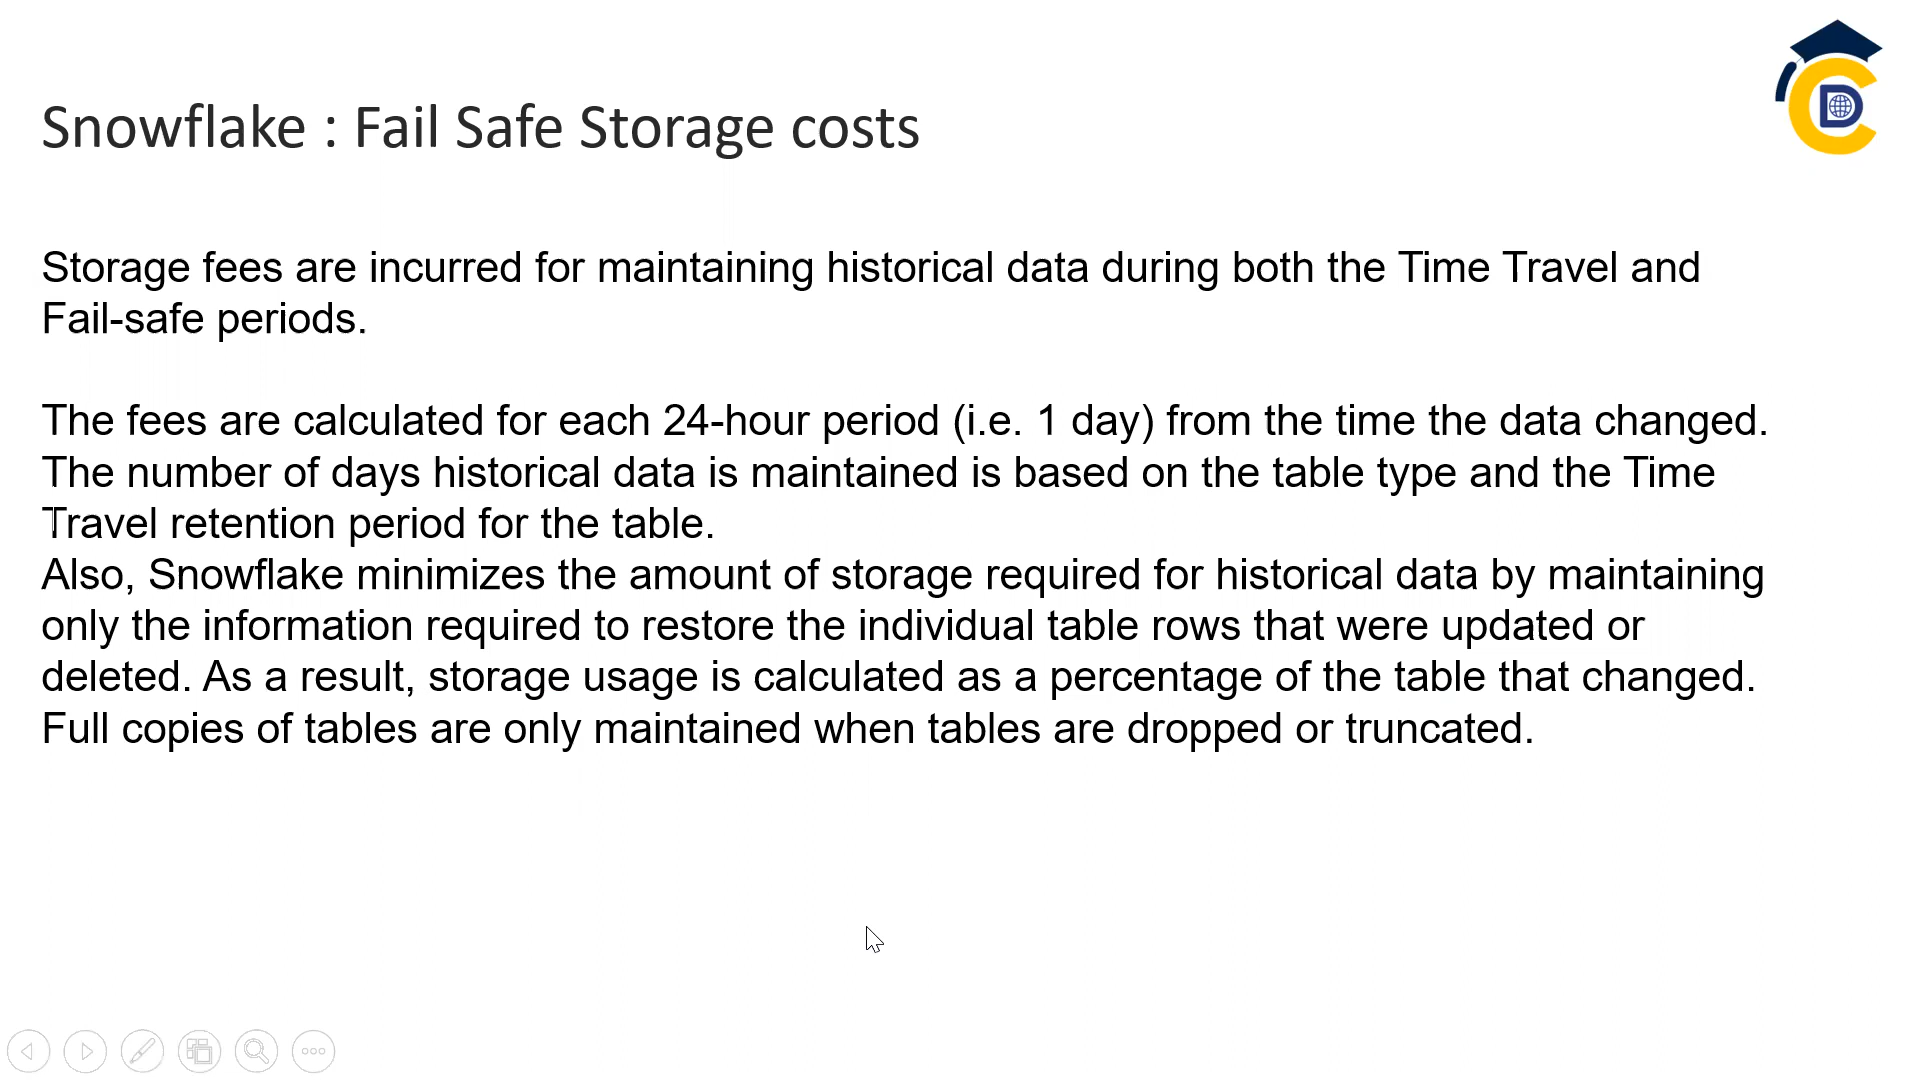 Snowflake : Fail Safe Storage costs
Storage fees are incurred for maintaining historical data during both the Time Travel and
Fail-safe periods.
The fees are calculated for each 24-hour period (i.e. 1 day) from the time the data changed.
The number of days historical data is maintained is based on the table type and the Time
Travel retention period for the table.
Also, Snowflake minimizes the amount of storage required for historical data by maintaining
only the information required to restore the individual table rows that were updated or
deleted. As a result, storage usage is calculated as a percentage of the table that changed.
Full copies of tables are only maintained when tables are dropped or truncated.